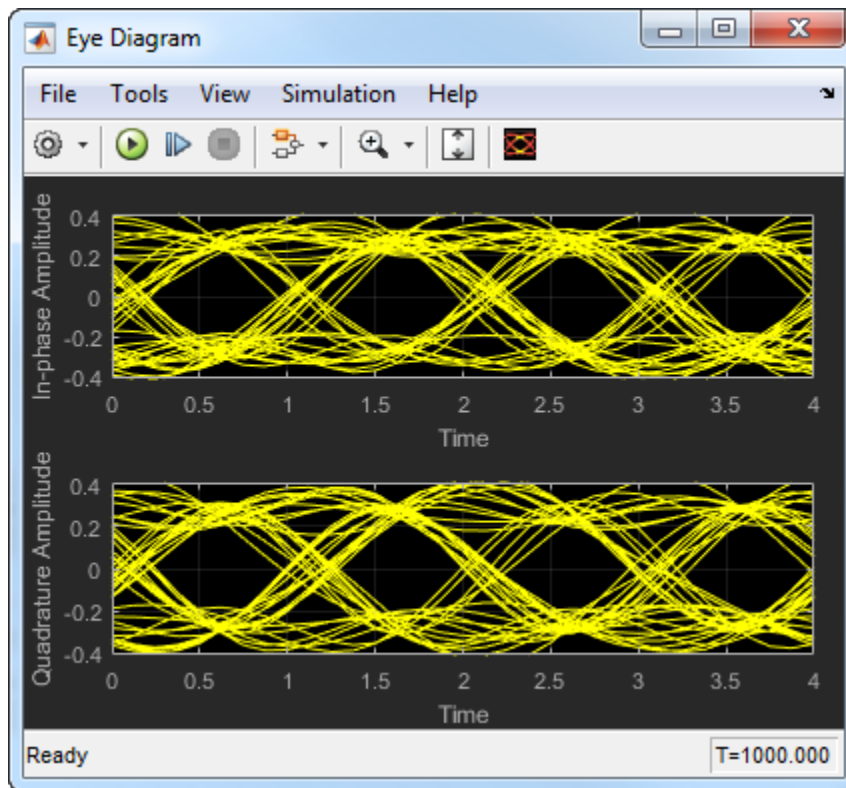 Eye Diagram
File Tools View Simulation Help
In-phase Amplitude
0.4
0.2
0
-0.2
-0.4
0 0.5 1 1.5 2 2.5 3 3.5 4
Time
Quadrature Amplitude
0.4
0.2
0
-0.2
-0.4
0 0.5 1 1.5 2 2.5 3 3.5 4
Time
Ready T=1000.000